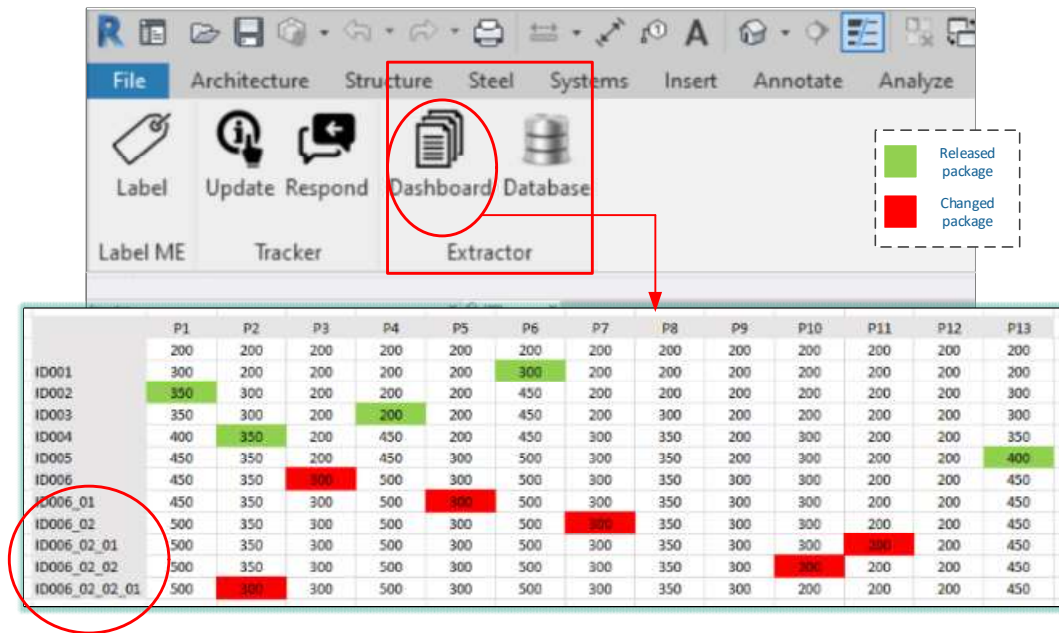 R A
File Architecture Structure Steel Systems Insert Annotate Analyze
Label Update Respond Dashboard Database
Label ME Tracker Extractor
Released
package
Changed
package
P1 P2 P3 P4 P5 P6 P7 P8 P9 P10 P11 P12 P13
200 200 200 200 200 200 200 200 200 200 200 200 200
ID001 300 200 200 200 200 300 200 200 200 200 200 200 200
ID002 350 300 200 200 200 450 200 200 200 200 200 200 300
ID003 350 300 200 200 200 450 200 300 200 200 200 200 300
ID004 400 350 200 450 200 450 300 350 200 300 200 200 350
ID005 450 350 200 450 300 500 300 350 200 300 200 200 400
ID006 450 350 300 500 300 500 300 350 300 300 200 200 450
ID006_01 450 350 300 500 300 500 300 350 300 300 200 200 450
ID006_02 500 350 300 500 300 500 300 350 300 300 200 200 450
ID006_02_01 500 350 300 500 300 500 300 350 300 300 200 450
ID006_02_02 500 350 300 500 300 500 300 350 300 200 200 450
ID006_02_02_01 500 300 300 500 300 500 300 350 300 200 200 200 450